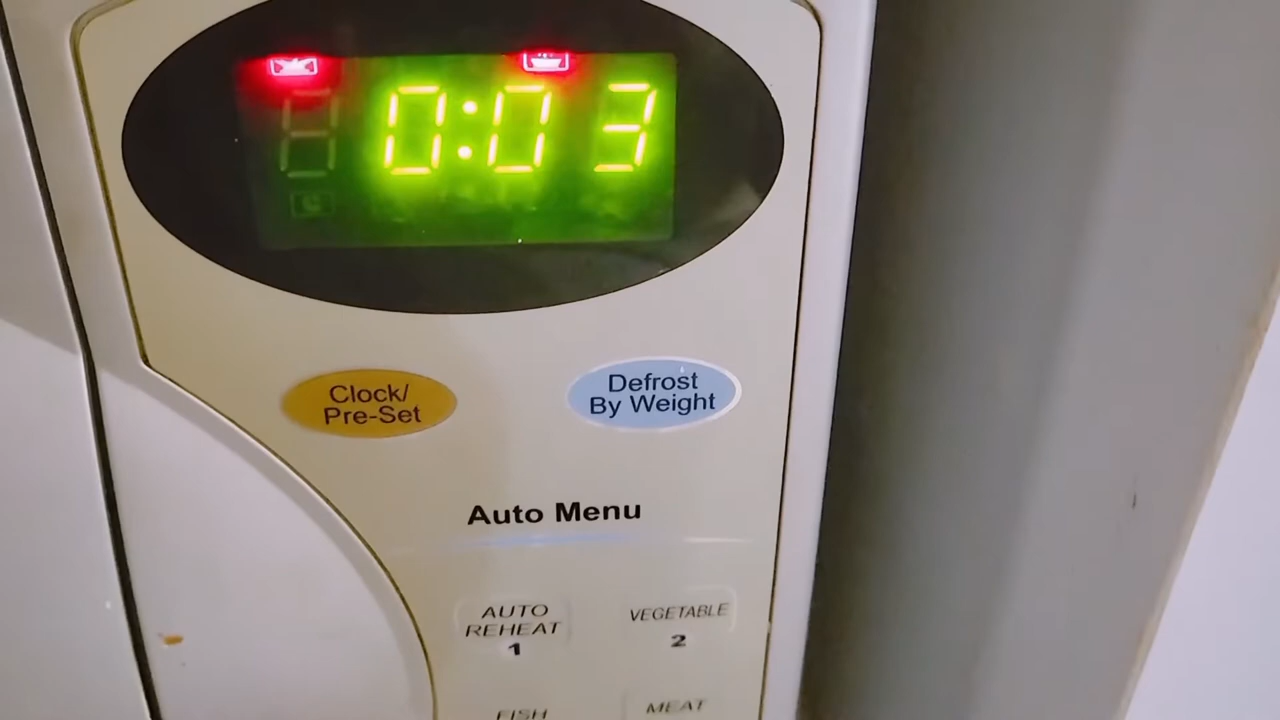 0:03
Clock/
Pre-Set
Defrost
By Weight
Auto Menu
AUTO
REHEAT
1
VEGETABLE
2
FISH
MEAT